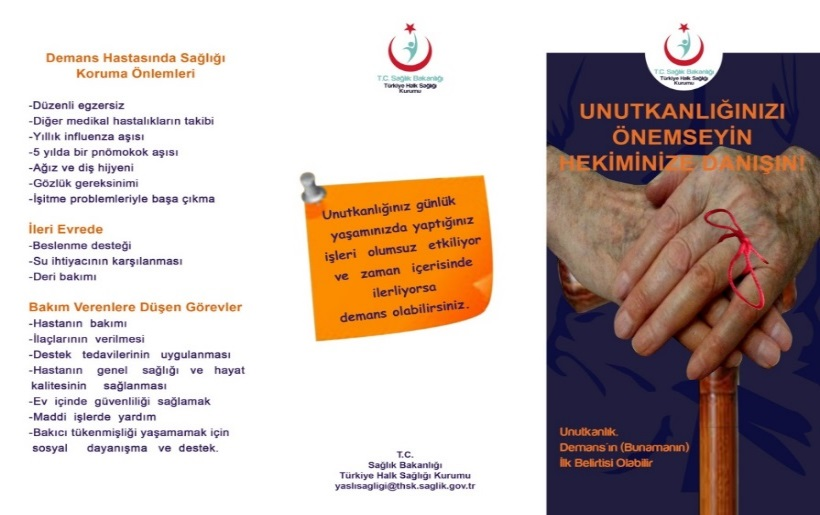 Demans Hastasında Sağlığı
Koruma Önlemleri
-Düzenli egzersiz
-Diğer medikal hastalıkların takibi
-Yıllık influenza aşısı
-5 yılda bir pnömokok aşısı
-Ağız ve diş hijyeni
-Gözlük gereksinimi
-İşitme problemleriyle başa çıkma
İleri Evrede
-Beslenme desteği
-Su ihtiyacının karşılanması
-Deri bakımı
Bakım Verenlere Düşen Görevler
-Hastanın bakımı
-İlaçlarının verilmesi
-Destek tedavilerinin uygulanması
-Hastanın genel sağlığı ve hayat
kalitesinin sağlanması
-Ev içinde güvenliği sağlamak
-Maddi işlerde yardım
-Bakıcı tükenmişliği yaşamamak için
sosyal dayanışma ve destek.
T.C. Sağlık Bakanlığı
Türkiye Halk Sağlığı
Kurumu
Unutkanlığınız günlük
yaşamınızda yaptığınız
işleri olumsuz etkiliyor
ve zaman içerisinde
ilerliyorsa
demans olabilirsiniz.
T.C.
Sağlık Bakanlığı
Türkiye Halk Sağlığı Kurumu
yaslisagligi@thsk.saglik.gov.tr
T.C. Sağlık Bakanlığı
Türkiye Halk Sağlığı
Kurumu
UNUTKANLIĞINIZI
ÖNEMSEYİN
HEKİMİNİZE DANIŞIN!
Unutkanlık,
Demans'ın (Bunamanın)
İlk Belirtisi Olabilir